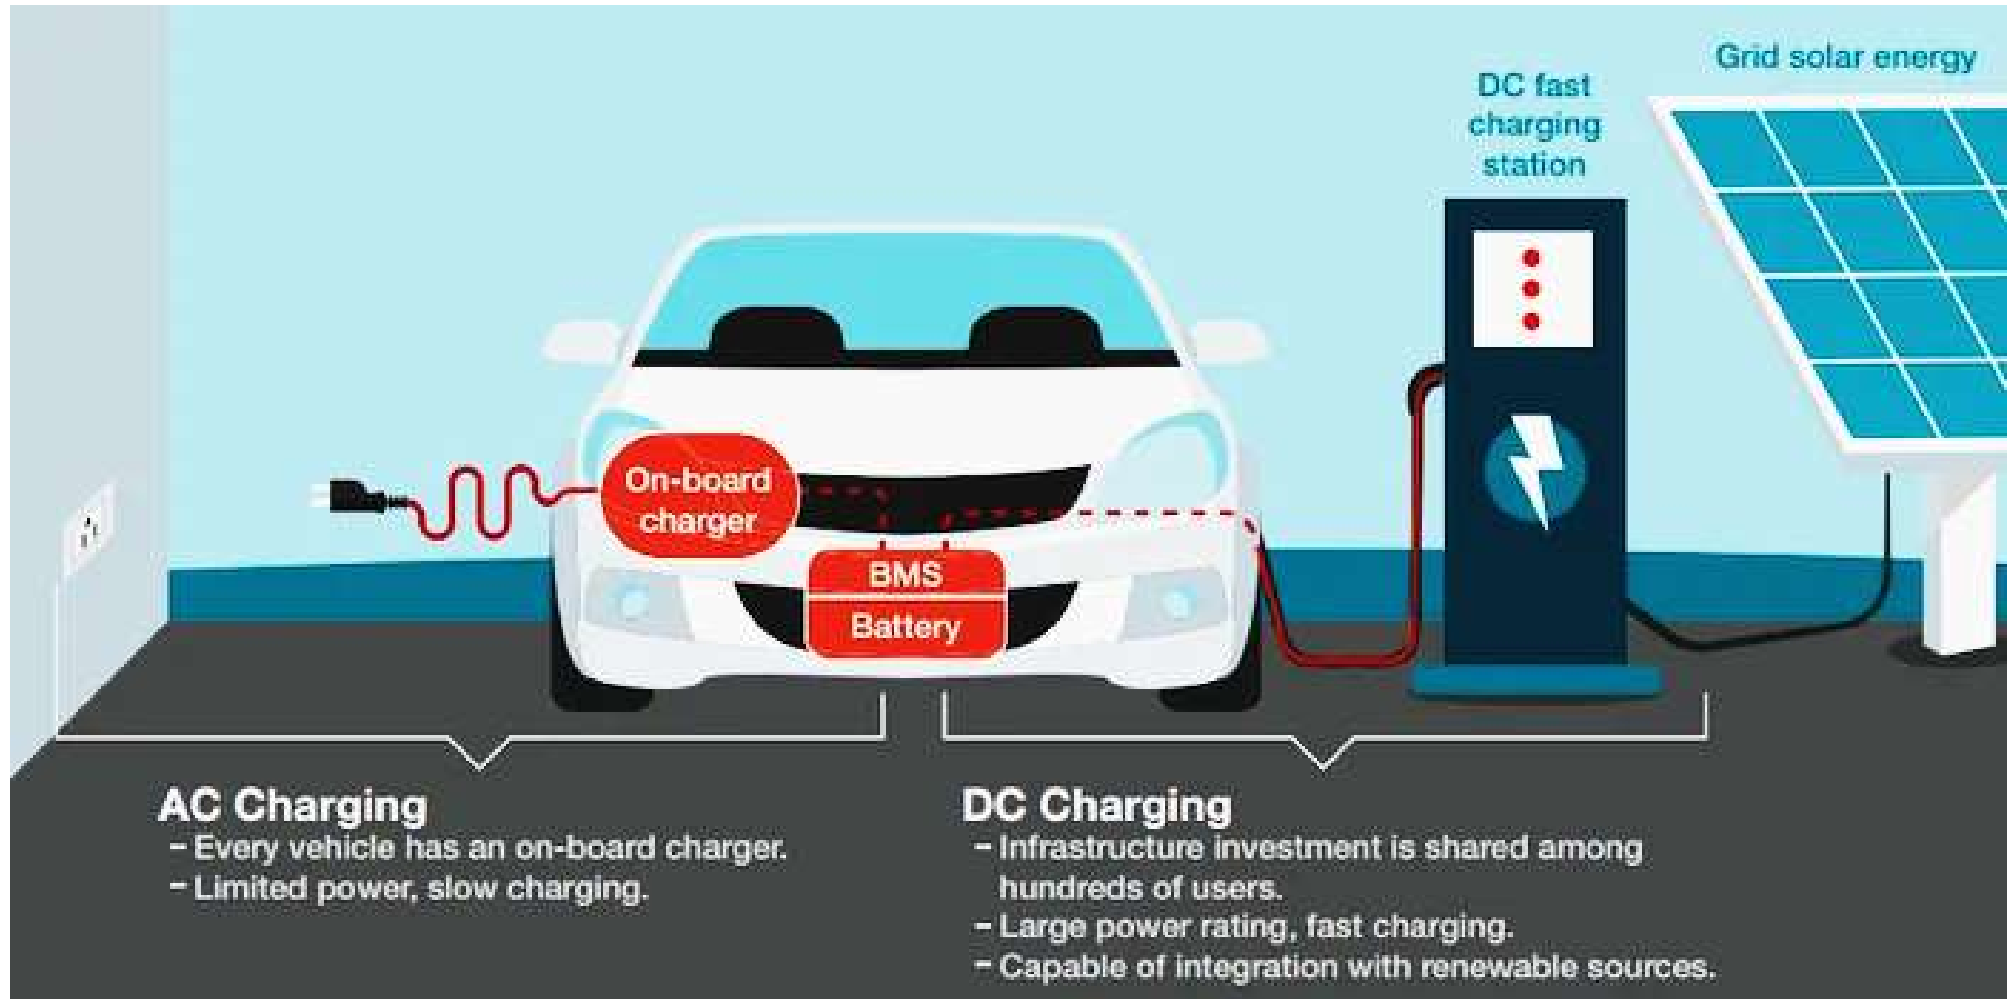 Grid solar energy
DC fast
charging
station
On-board
charger
BMS
Battery
AC Charging
– Every vehicle has an on-board charger.
– Limited power, slow charging.
DC Charging
– Infrastructure investment is shared among
hundreds of users.
– Large power rating, fast charging.
– Capable of integration with renewable sources.